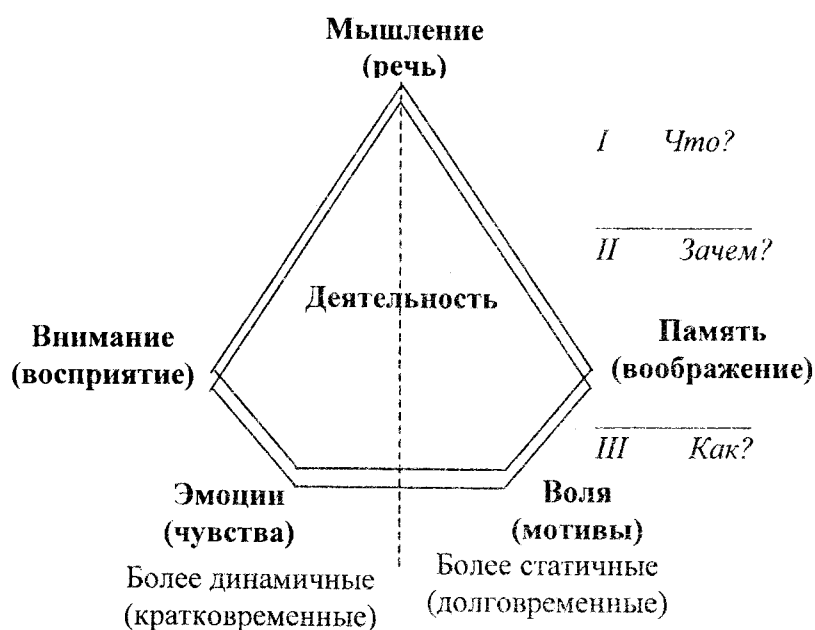 Мышление
(речь)
I Что?
II Зачем?
Деятельность
Внимание
(восприятие)
Память
(воображение)
III Как?
Эмоции
(чувства)
Воля
(мотивы)
Более динамичные
(кратковременные)
Более статичные
(долговременные)